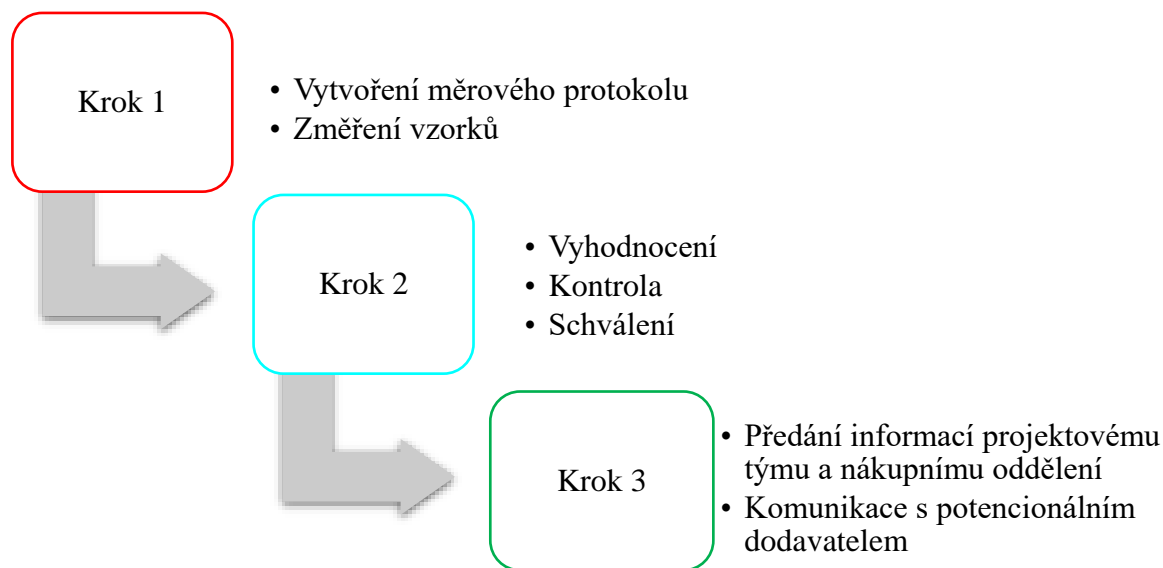 Krok 1
• Vytvoření měrového protokolu
• Změření vzorků
Krok 2
• Vyhodnocení
• Kontrola
• Schválení
Krok 3
• Předání informací projektovému
týmu a nákupnímu oddělení
• Komunikace s potencionálním
dodavatelem